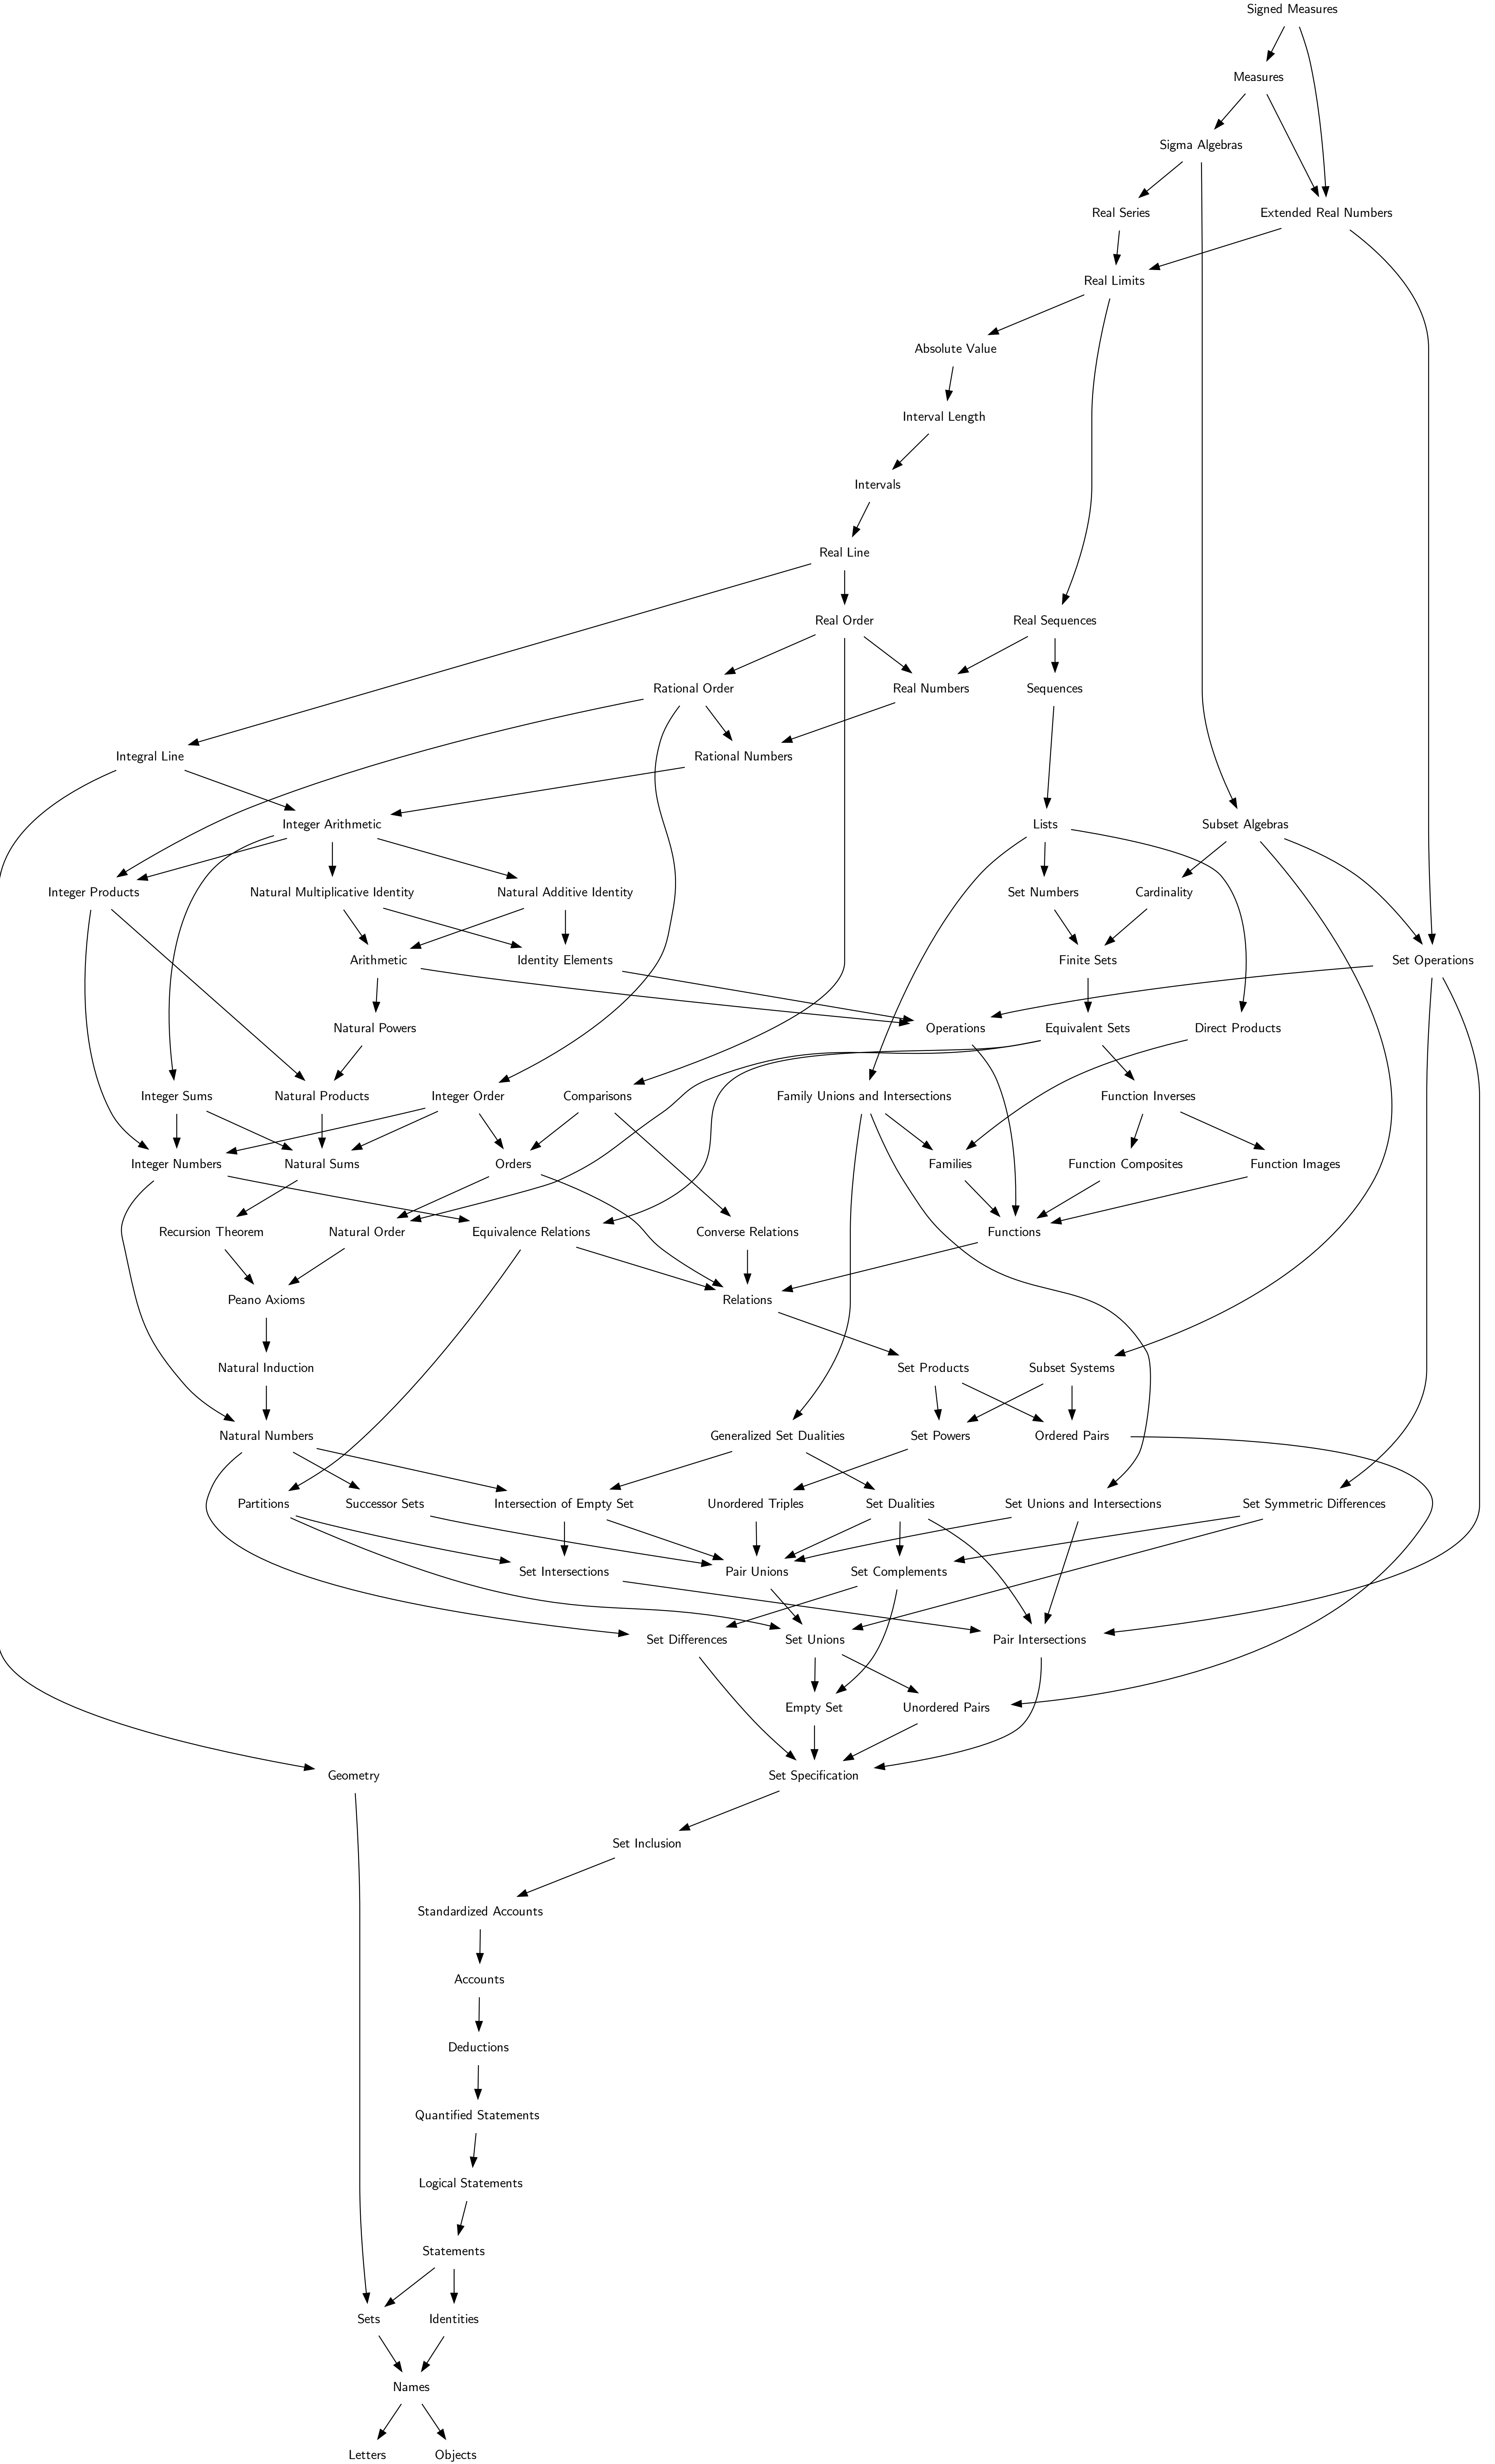 Signed Measures
Measures
Sigma Algebras
Real Series
Extended Real Numbers
Real Limits
Absolute Value
Interval Length
Intervals
Real Line
Real Order
Real Sequences
Rational Order
Real Numbers
Sequences
Integral Line
Rational Numbers
Integer Arithmetic
Lists
Subset Algebras
Integer Products
Natural Multiplicative Identity
Natural Additive Identity
Set Numbers
Cardinality
Arithmetic
Identity Elements
Finite Sets
Set Operations
Natural Powers
Operations
Equivalent Sets
Direct Products
Integer Sums
Natural Products
Integer Order
Comparisons
Family Unions and Intersections
Function Inverses
Integer Numbers
Natural Sums
Orders
Families
Function Composites
Function Images
Recursion Theorem
Natural Order
Equivalence Relations
Converse Relations
Functions
Peano Axioms
Relations
Natural Induction
Set Products
Subset Systems
Natural Numbers
Generalized Set Dualities
Set Powers
Ordered Pairs
Partitions
Successor Sets
Intersection of Empty Set
Unordered Triples
Set Dualities
Set Unions and Intersections
Set Symmetric Differences
Set Intersections
Pair Unions
Set Complements
Set Differences
Set Unions
Pair Intersections
Empty Set
Unordered Pairs
Geometry
Set Specification
Set Inclusion
Standardized Accounts
Accounts
Deductions
Quantified Statements
Logical Statements
Statements
Sets
Identities
Names
Letters
Objects